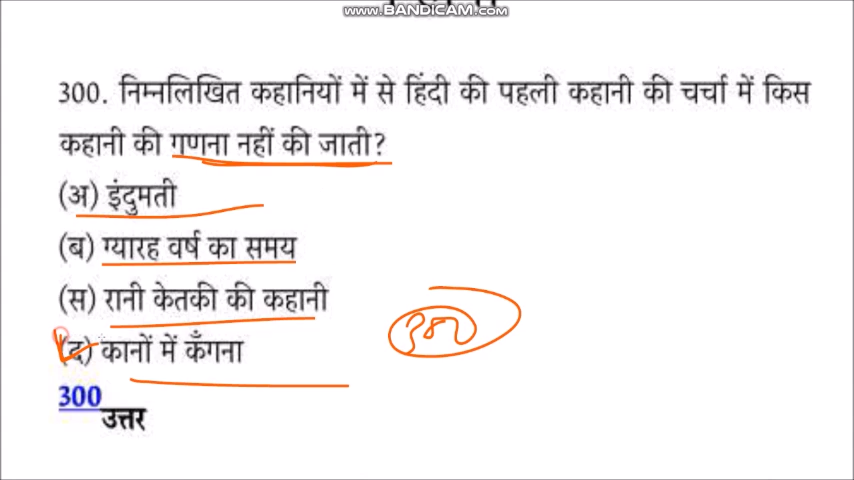 www.BANDICAM.com
300. निम्नलिखित कहानियों में से हिंदी की पहली कहानी की चर्चा में किस
कहानी की गणना नहीं की जाती?
(अ) इंदुमती
(ब) ग्यारह वर्ष का समय
(स) रानी केतकी की कहानी
(द) कानों में कँगना
300
उत्तर